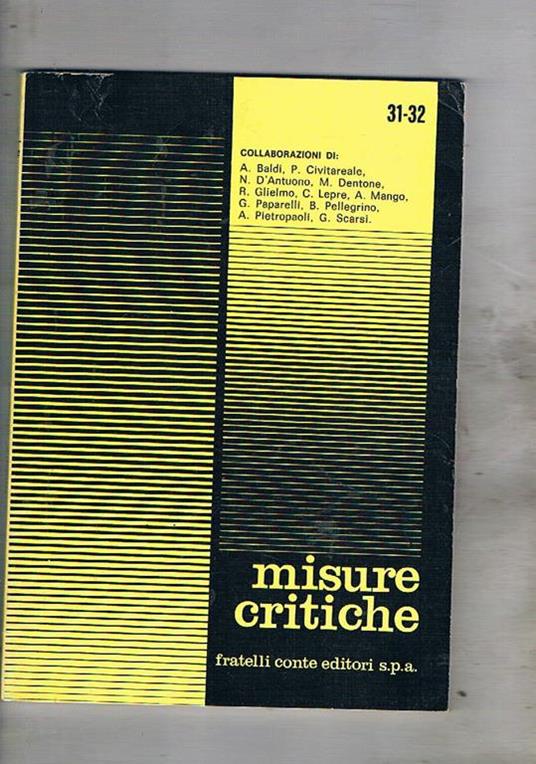 31-32
COLLABORAZIONI DI:
A. Baldi, P. Civitareale,
N. D'Antuono, M. Dentone,
R. Glielmo, C. Lepre, A. Mango,
G. Paparelli, B. Pellegrino,
A. Pietropaoli, G. Scarsi.
misure
critiche
fratelli conte editori s.p.a.